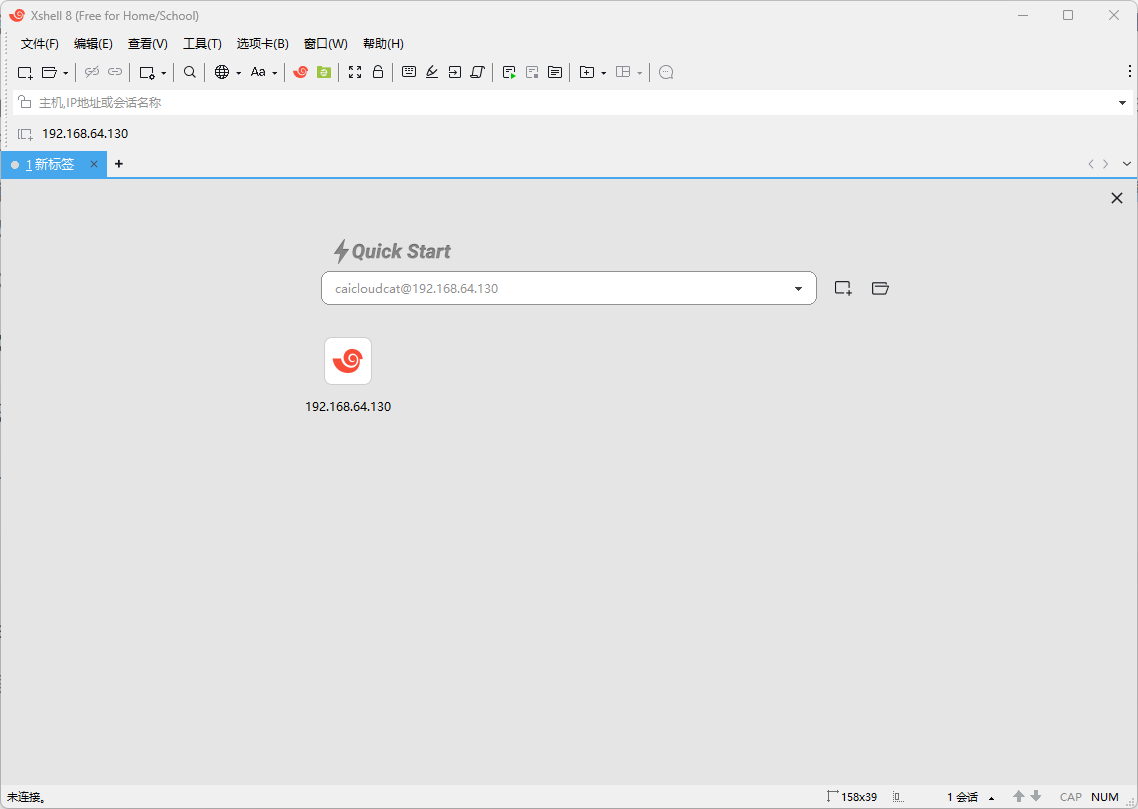 Xshell 8 (Free for Home/School)
文件(F) 编辑(E) 查看(V) 工具(T) 选项卡(B) 窗口(W) 帮助(H)
Aa
主机,IP地址或会话名称
192.168.64.130
1 新标签
Quick Start
caicloudcat@192.168.64.130
192.168.64.130
未连接。 158x39 1 会话 CAP NUM